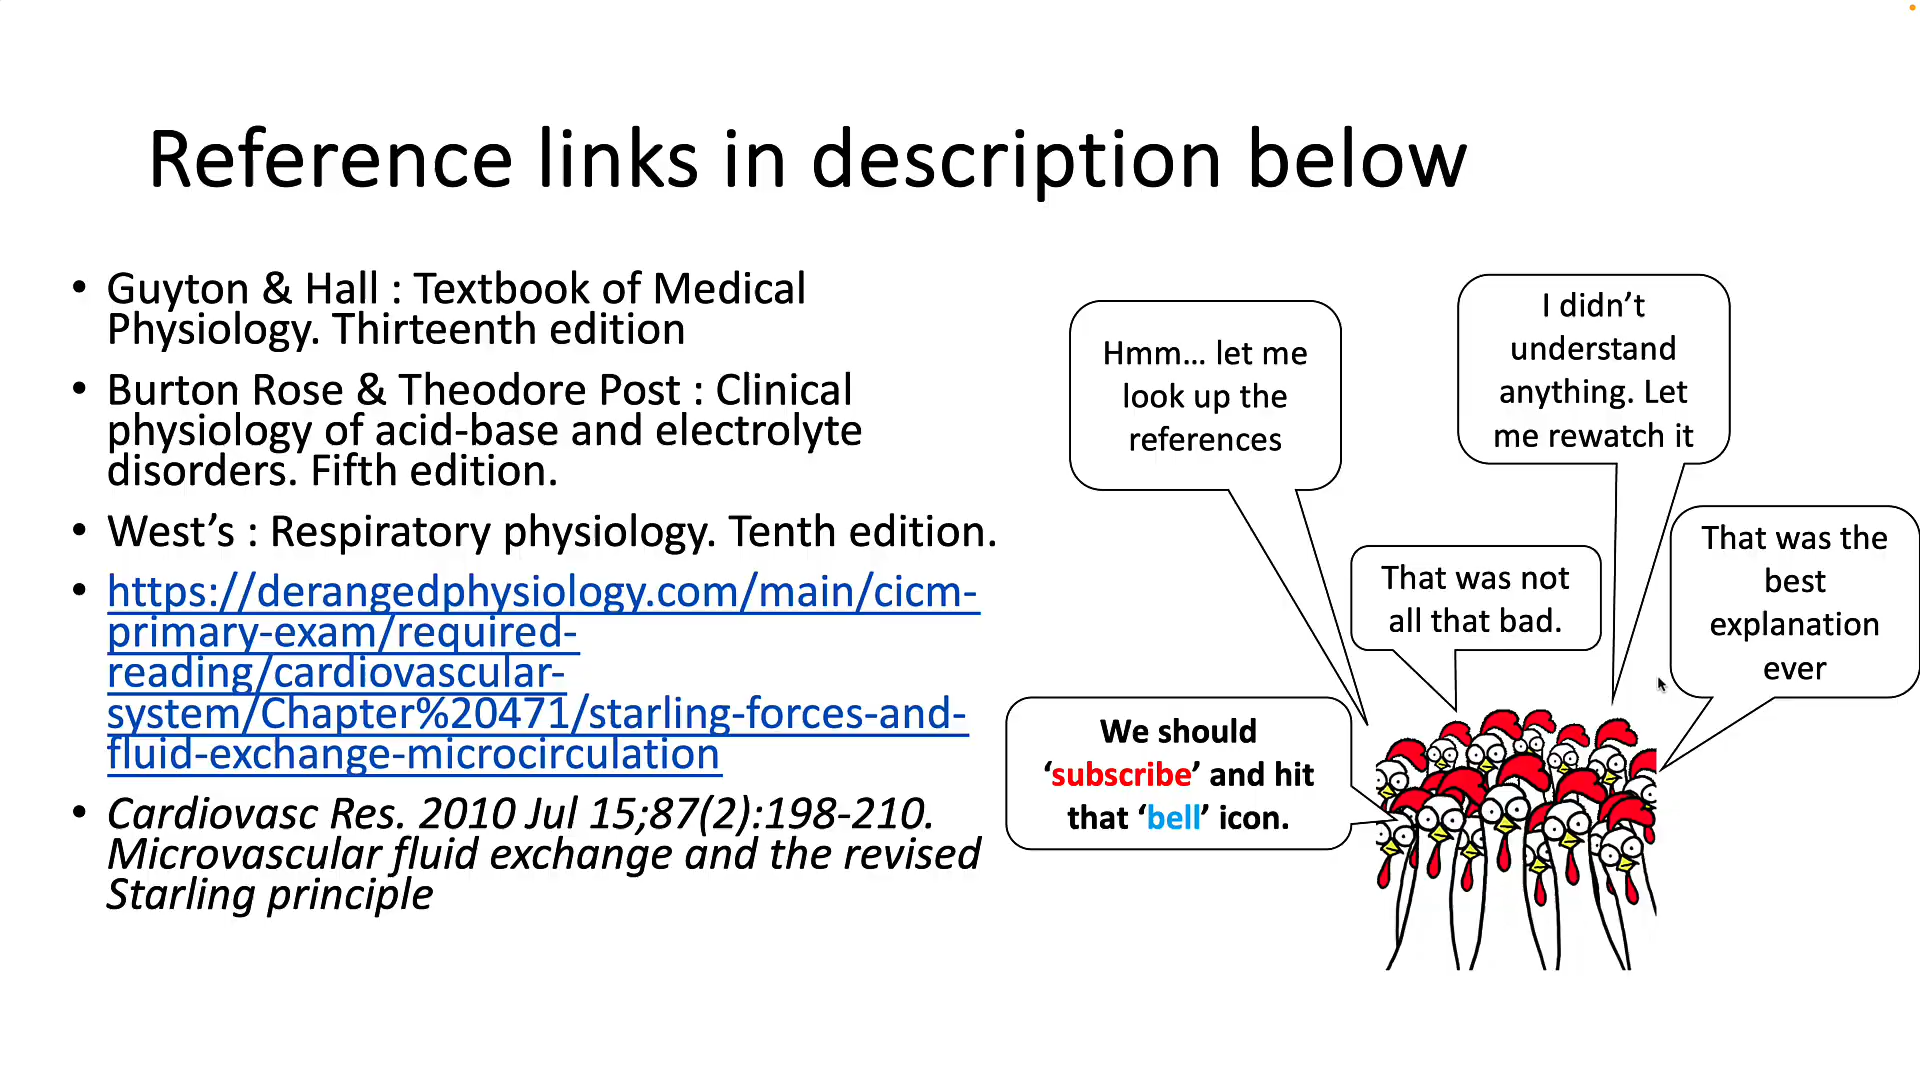 Reference links in description below
• Guyton & Hall : Textbook of Medical
Physiology. Thirteenth edition
• Burton Rose & Theodore Post : Clinical
physiology of acid-base and electrolyte
disorders. Fifth edition.
• West’s : Respiratory physiology. Tenth edition.
• https://derangedphysiology.com/main/cicm-
primary-exam/required-
reading/cardiovascular-
system/Chapter%20471/starling-forces-and-
fluid-exchange-microcirculation
• Cardiovasc Res. 2010 Jul 15;87(2):198-210.
Microvascular fluid exchange and the revised
Starling principle
Hmm... let me
look up the
references
I didn’t
understand
anything. Let
me rewatch it
That was not
all that bad.
That was the
best
explanation
ever
We should
‘subscribe’ and hit
that ‘bell’ icon.